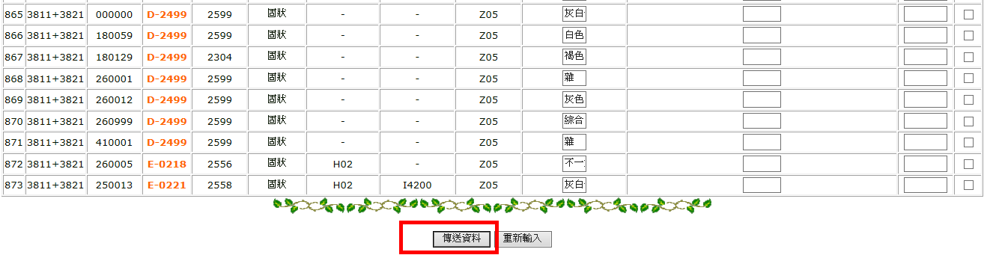 865 3811+3821 000000 D-2499 2599 固狀 - - Z05 灰白
866 3811+3821 180059 D-2499 2599 固狀 - - Z05 白色
867 3811+3821 180129 D-2499 2304 固狀 - - Z05 褐色
868 3811+3821 260001 D-2499 2599 固狀 - - Z05 雜
869 3811+3821 260012 D-2499 2599 固狀 - - Z05 灰色
870 3811+3821 260999 D-2499 2599 固狀 - - Z05 綜合
871 3811+3821 410001 D-2499 2599 固狀 - - Z05 雜
872 3811+3821 260005 E-0218 2556 固狀 H02 - Z05 不一
873 3811+3821 250013 E-0221 2558 固狀 H02 I4200 Z05 灰白
傳送資料 重新輸入